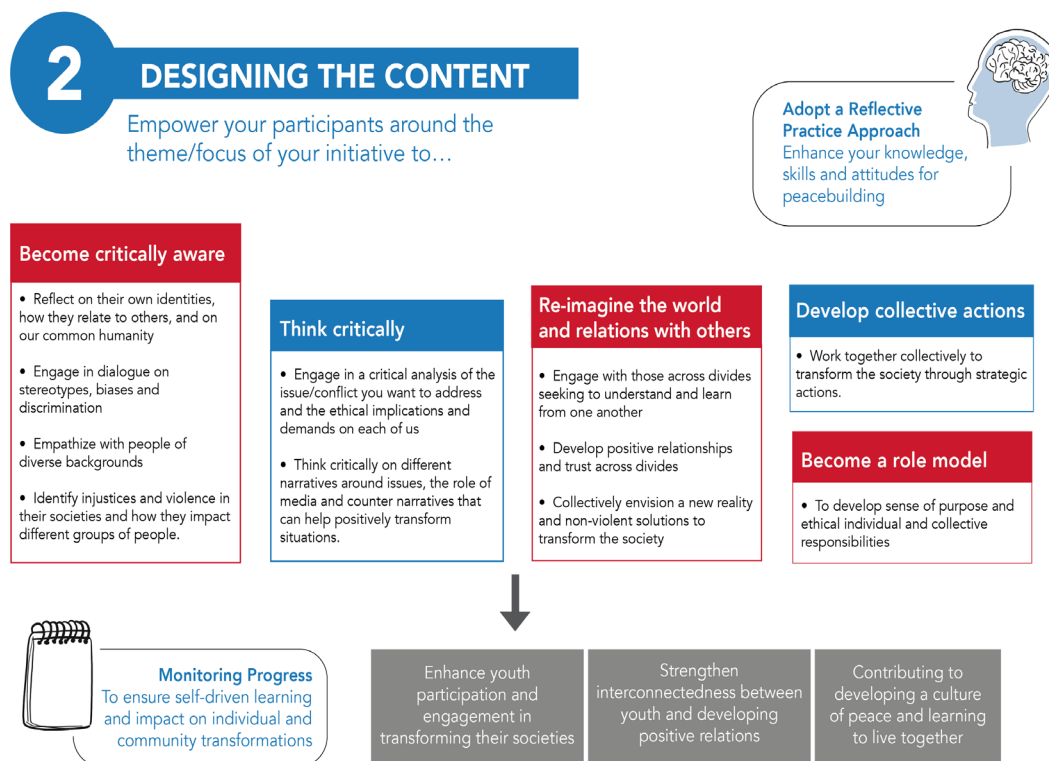 2
DESIGNING THE CONTENT
Empower your participants around the
theme/focus of your initiative to...
Adopt a Reflective
Practice Approach
Enhance your knowledge,
skills and attitudes for
peacebuilding
Become critically aware
• Reflect on their own identities,
how they relate to others, and on
our common humanity
• Engage in dialogue on
stereotypes, biases and
discrimination
• Empathize with people of
diverse backgrounds
• Identify injustices and violence in
their societies and how they impact
different groups of people.
Think critically
• Engage in a critical analysis of the
issue/conflict you want to address
and the ethical implications and
demands on each of us
• Think critically on different
narratives around issues, the role of
media and counter narratives that
can help positively transform
situations.
Re-imagine the world
and relations with others
• Engage with those across divides
seeking to understand and learn
from one another
• Develop positive relationships
and trust across divides
• Collectively envision a new reality
and non-violent solutions to
transform the society
Develop collective actions
• Work together collectively to
transform the society through strategic
actions.
Become a role model
• To develop sense of purpose and
ethical individual and collective
responsibilities
Monitoring Progress
To ensure self-driven learning
and impact on individual and
community transformations
Enhance youth
participation and
engagement in
transforming their societies
Strengthen
interconnectedness between
youth and developing
positive relations
Contributing to
developing a culture
of peace and learning
to live together